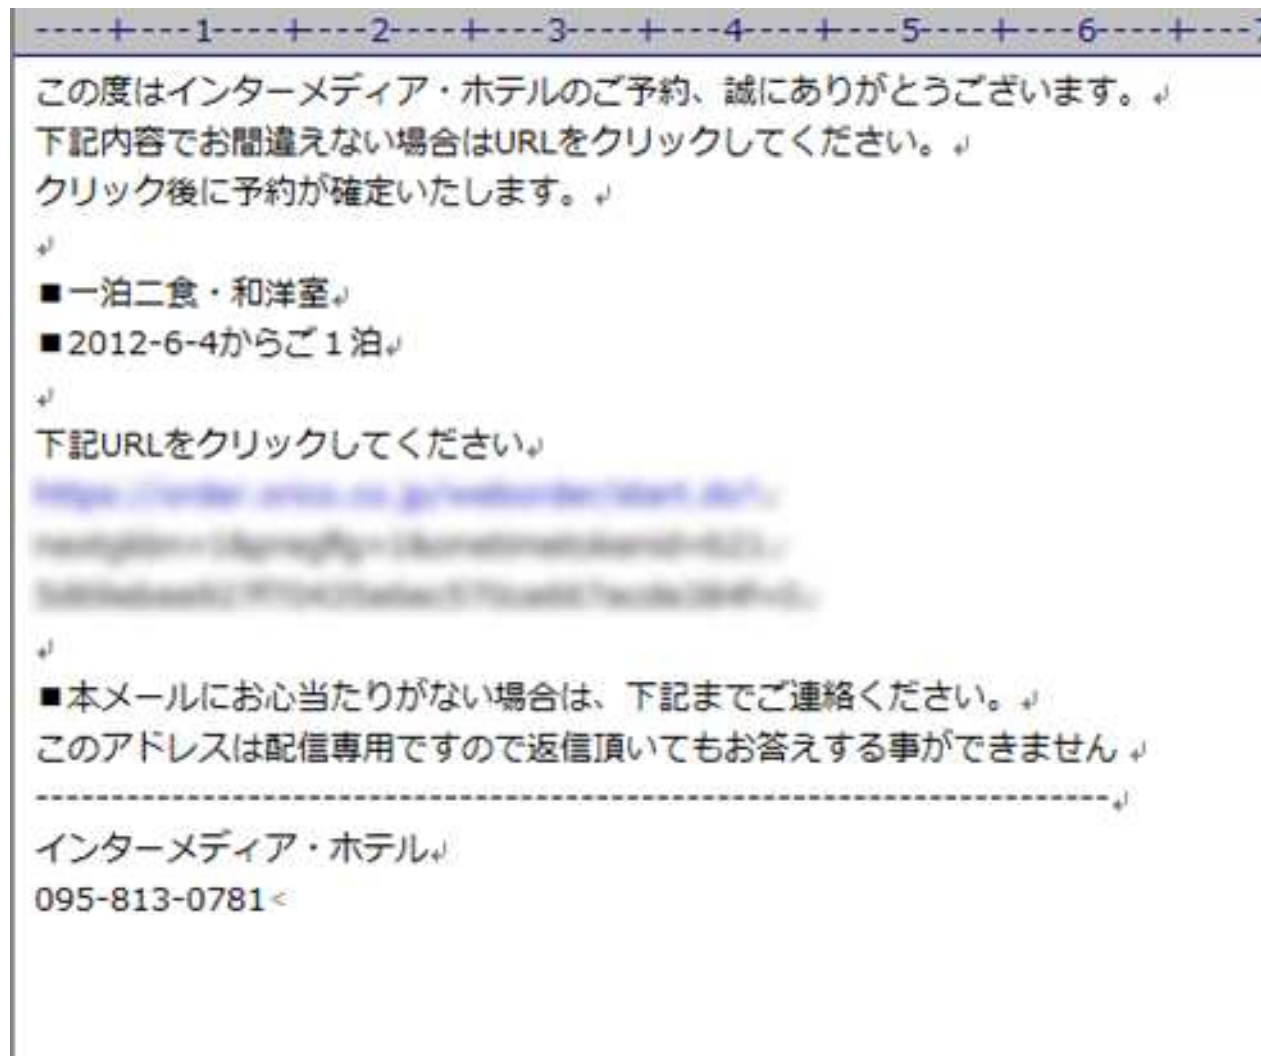 ----+----1----+----2----+----3----+----4----+----5----+----6----+----7
この度はインターメディア・ホテルのご予約、誠にありがとうございます。
下記内容でお間違えない場合はURLをクリックしてください。
クリック後に予約が確定いたします。
■一泊二食・和洋室
■2012-6-4からご１泊
下記URLをクリックしてください
■本メールにお心当たりがない場合は、下記までご連絡ください。
このアドレスは配信専用ですので返信頂いてもお答えする事ができません
------------------------------------------------------------------------
インターメディア・ホテル
095-813-0781<